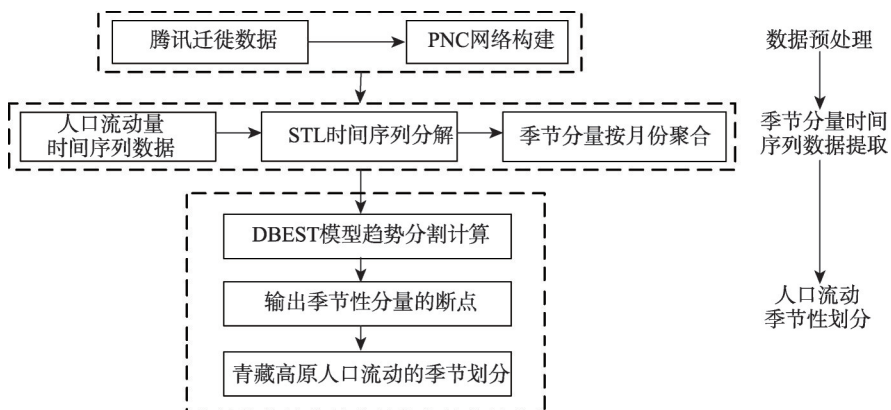 腾讯迁徙数据
PNC网络构建
数据预处理
人口流动量
时间序列数据
STL时间序列分解
季节分量按月份聚合
季节分量时间
序列数据提取
DBEST模型趋势分割计算
输出季节性分量的断点
青藏高原人口流动的季节划分
人口流动
季节性划分